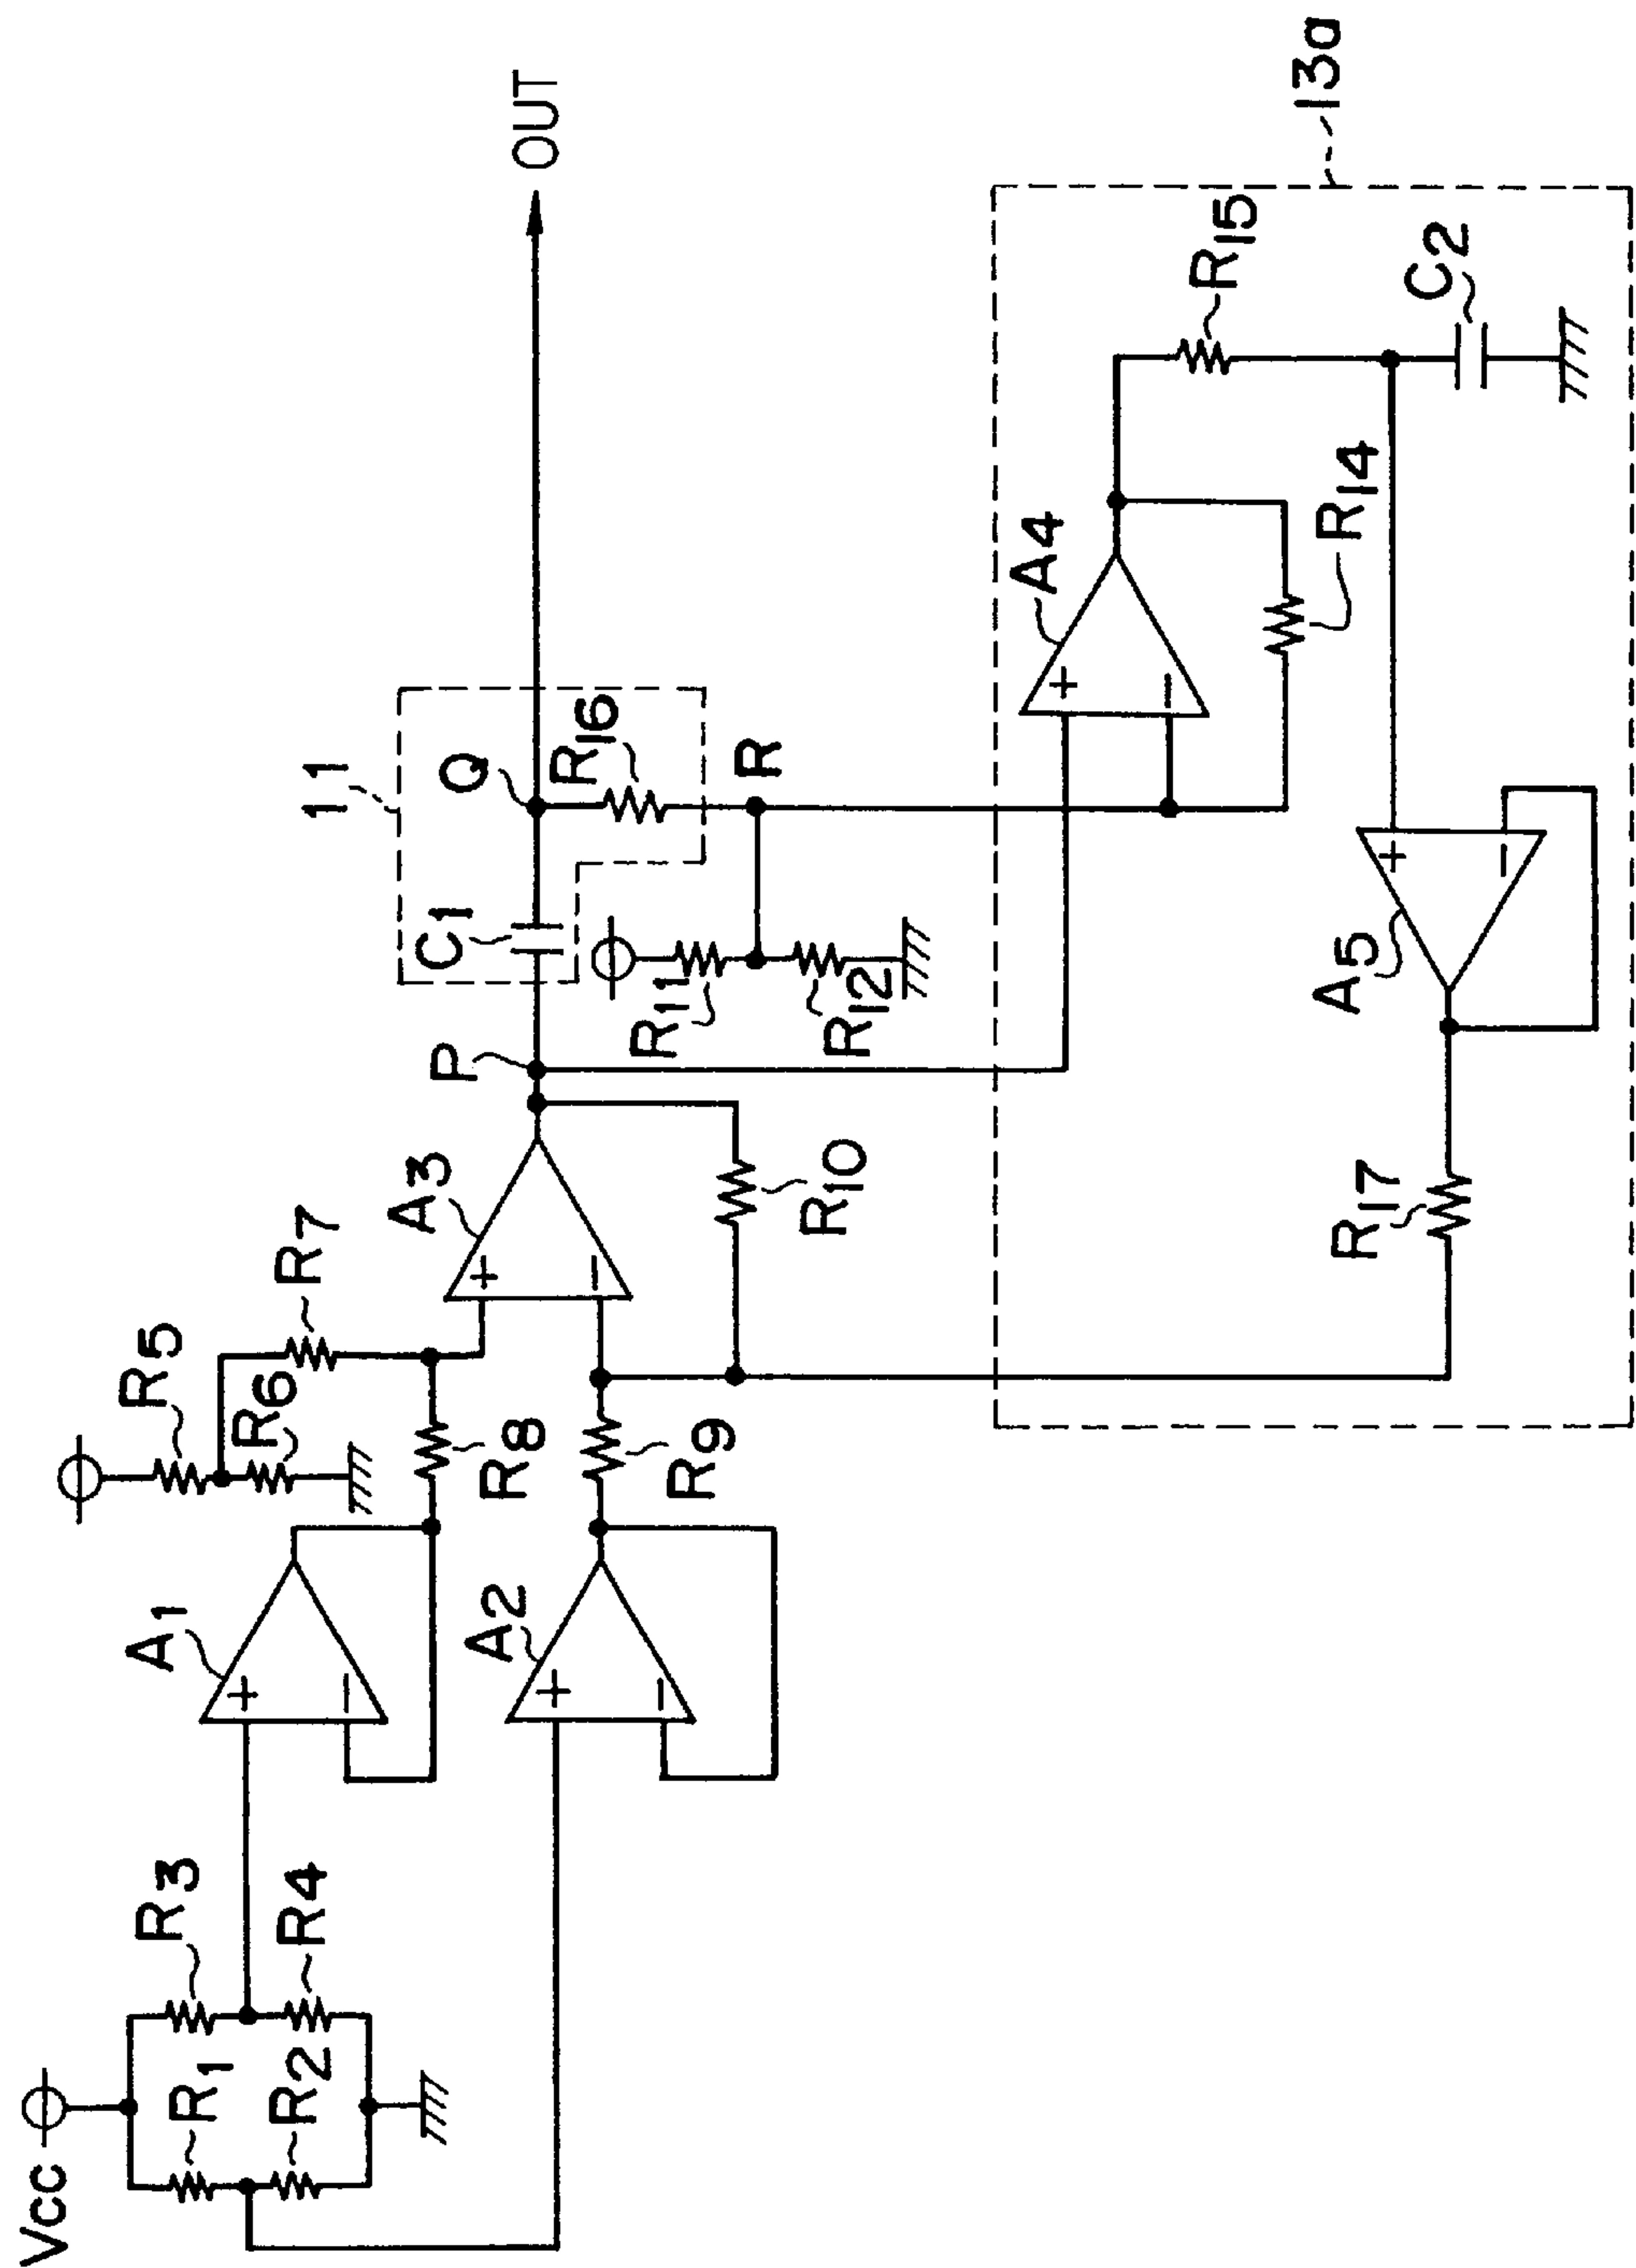 Vcc
R1
R2
R3
R4
A1
+
−
A2
+
−
R5
R6
R7
R8
R9
A3
+
−
R10
P
11
C1
Q
R16
R11
R12
R
OUT
13a
A4
+
−
R14
R15
C2
A5
+
−
R17